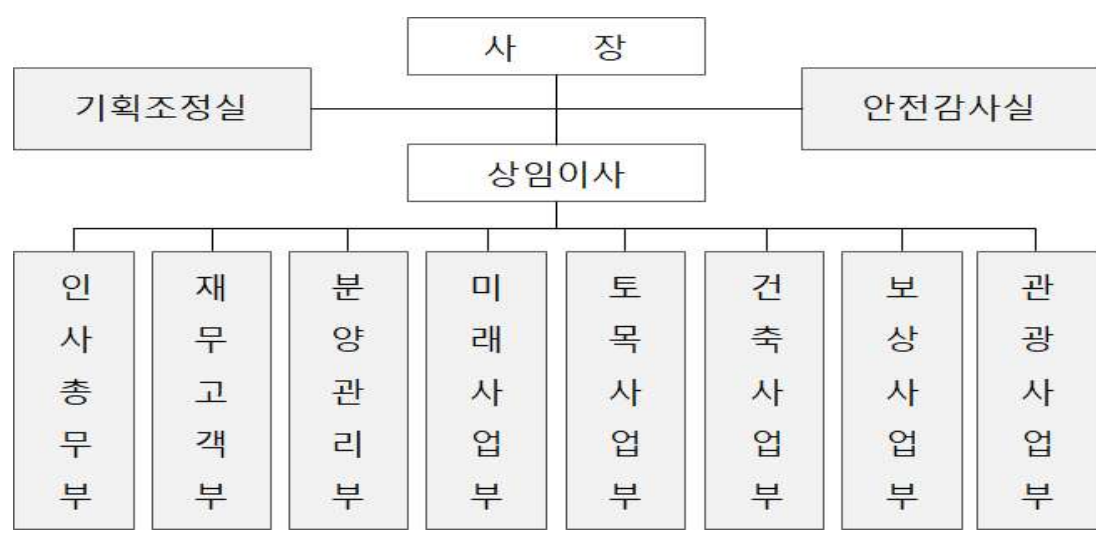 사 장
기획조정실
안전감사실
상임이사
인사총무부
재무고객부
분양관리부
미래사업부
토목사업부
건축사업부
보상사업부
관광사업부